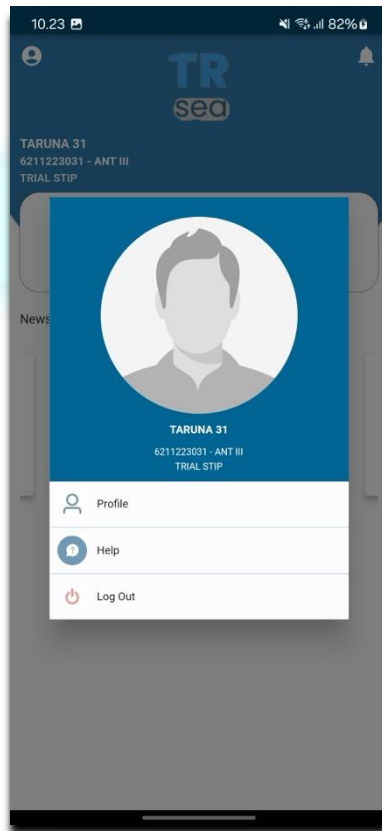 10.23
82%
TR
sea
TARUNA 31
6211223031 - ANT III
TRIAL STIP
News
TARUNA 31
6211223031 - ANT III
TRIAL STIP
Profile
? Help
Log Out